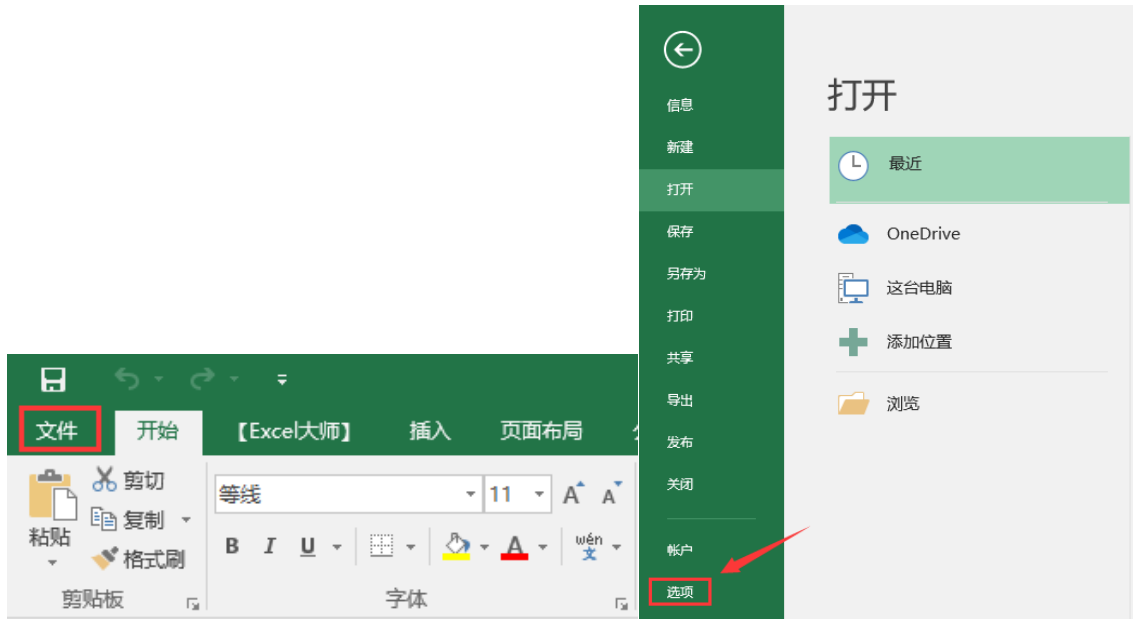 文件
开始
【Excel大师】
插入
页面布局
剪切
复制
格式刷
粘贴
剪贴板
等线
11
A
A
B
I
U
A
wén
文
字体
信息
新建
打开
保存
另存为
打印
共享
导出
发布
关闭
帐户
选项
打开
最近
OneDrive
这台电脑
添加位置
浏览